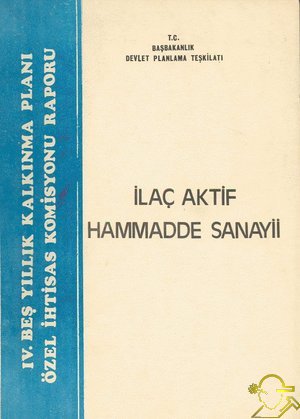 T.C.
BAŞBAKANLIK
DEVLET PLANLAMA TEŞKİLATI
İLAÇ AKTİF
HAMMADDE SANAYİİ
IV. BEŞ YILLIK KALKINMA PLANI
ÖZEL İHTİSAS KOMİSYONU RAPORU